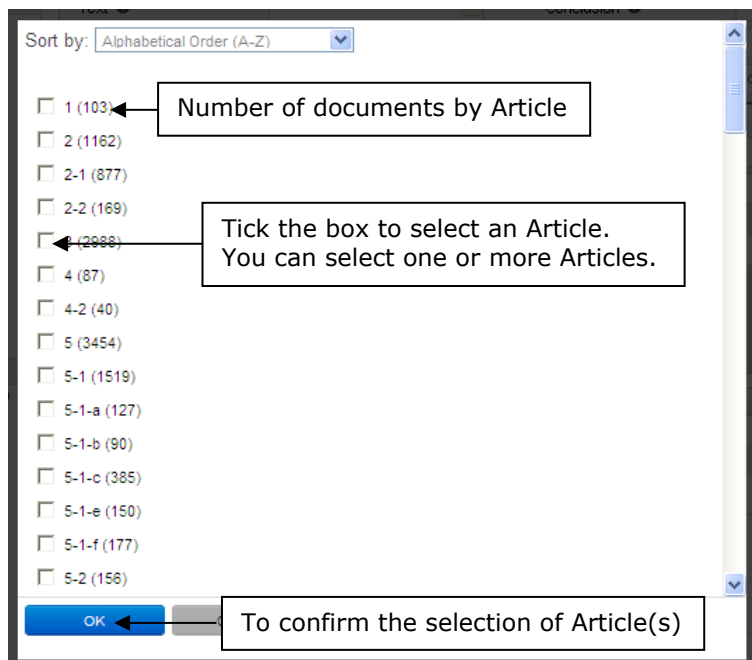 Sort by: Alphabetical Order (A-Z)
1 (103) Number of documents by Article
2 (1162)
2-1 (877)
2-2 (169)
Tick the box to select an Article.
3 (2988)
You can select one or more Articles.
4 (87)
4-2 (40)
5 (3454)
5-1 (1519)
5-1-a (127)
5-1-b (90)
5-1-c (385)
5-1-e (150)
5-1-f (177)
5-2 (156)
OK To confirm the selection of Article(s)